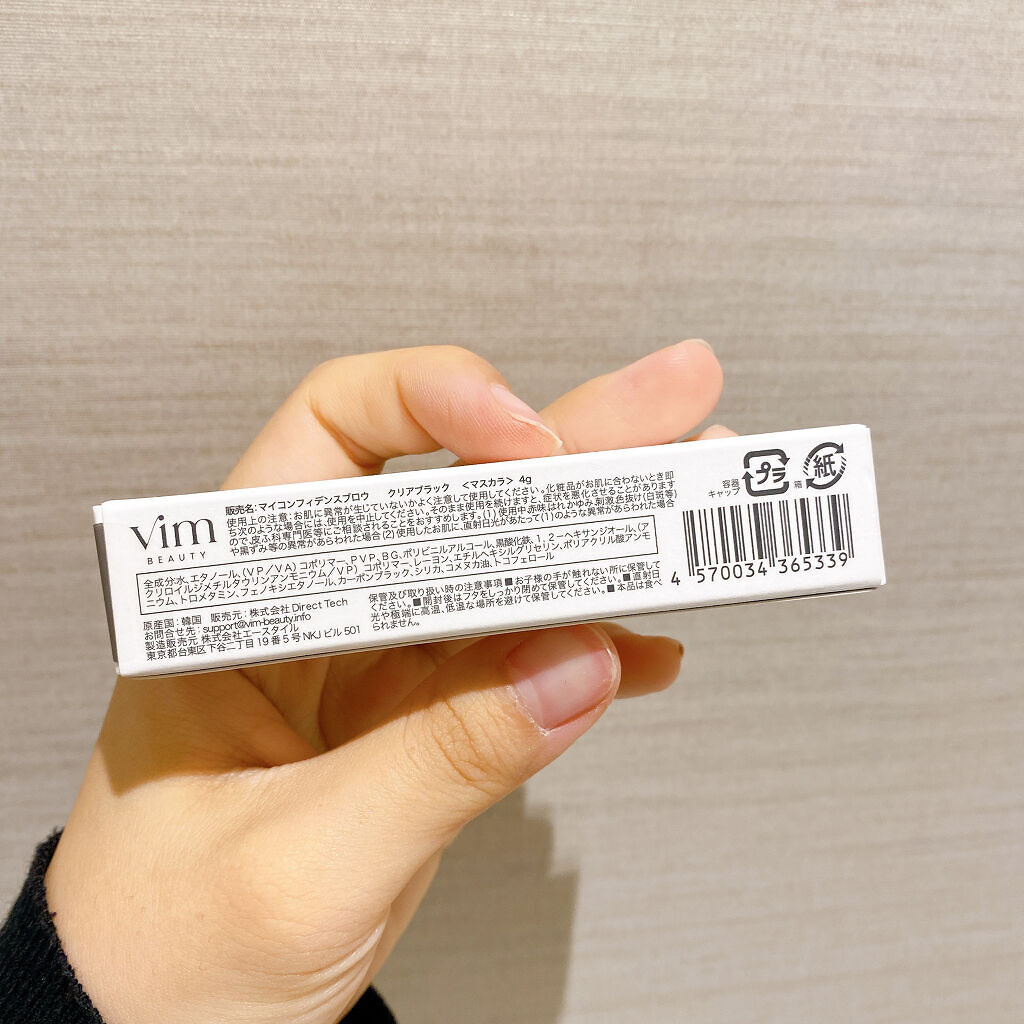 vim
BEAUTY
販売名:マイコンフィデンスブロウ クリアブラック <マスカラ> 4g
使用上の注意:お肌に異常が生じていないかよく注意して使用してください。化粧品がお肌に合わないとき即
ち次のような場合には、使用を中止してください。そのまま使用を続けますと、症状を悪化させることがあります
ので、皮ふ科専門医等にご相談されることをおすすめします。(1)使用中、赤味、はれ、かゆみ、刺激、色抜け(白斑等)
や黒ずみ等の異常があらわれた場合(2)使用したお肌に、直射日光があたって(1)のような異常があらわれた場合
全成分:水、エタノール、(VP/VA)コポリマー、PVP、BG、ポリビニルアルコール、黒酸化鉄、1,2-ヘキサンジオール、(ア
クリロイルジメチルタウリンアンモニウム/VP)コポリマー、レーヨン、エチルヘキシルグリセリン、ポリアクリル酸アンモ
ニウム、トロメタミン、フェノキシエタノール、カーボンブラック、シリカ、コメヌカ油、トコフェロール
原産国:韓国 販売元:株式会社 Direct Tech
お問合せ先:support@vim-beauty.info
製造販売元 株式会社エースタイル
東京都台東区下谷二丁目19番5号 NKJ ビル 501
保管及び取り扱い時の注意事項 ■お子様の手が触れない所に保管して
ください。■開封後はフタをしっかり閉めて保管してください。■直射日
光や極端に高温、低温な場所を避けて保管してください。■本品は食べ
られません。
容器
キャップ
プラ
箱
紙
4 570034 365339